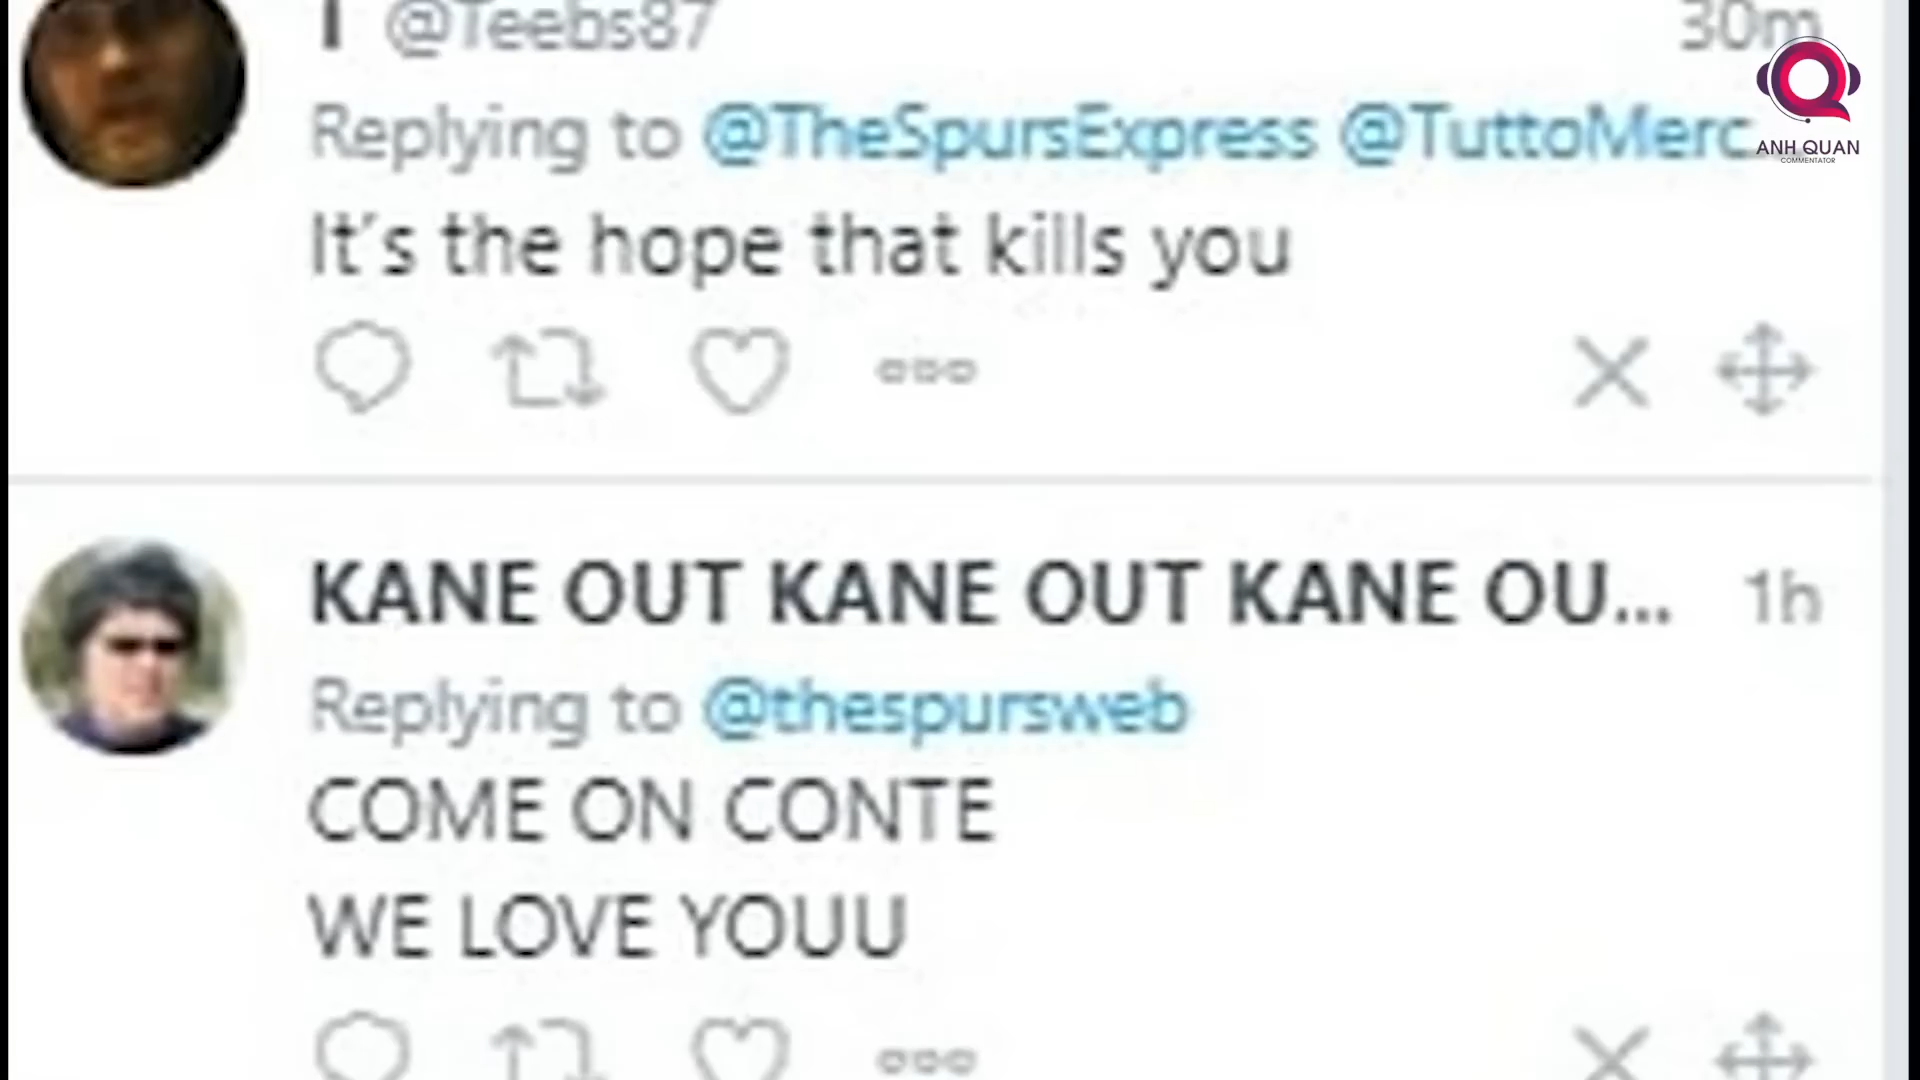 T @Teebs87 30m
Replying to @TheSpursExpress @TuttoMerc...
ANH QUAN
COMMENTATOR
It's the hope that kills you
KANE OUT KANE OUT KANE OU... 1h
Replying to @thespursweb
COME ON CONTE
WE LOVE YOUU